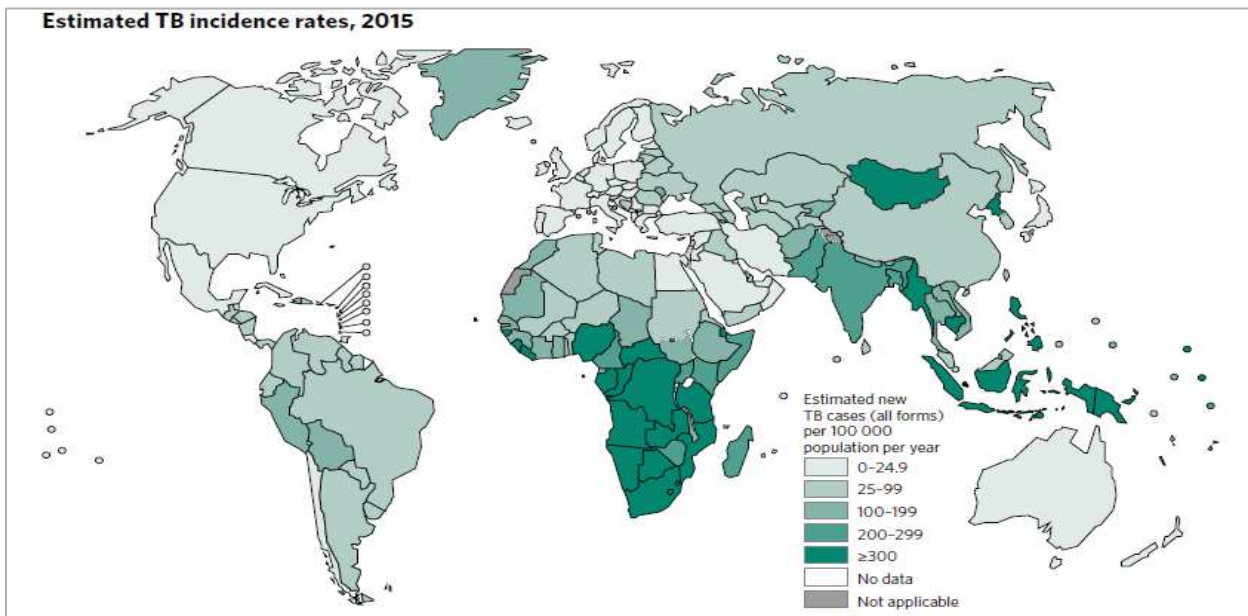 Estimated TB incidence rates, 2015
Estimated new
TB cases (all forms)
per 100 000
population per year
0–24.9
25–99
100–199
200–299
≥300
No data
Not applicable